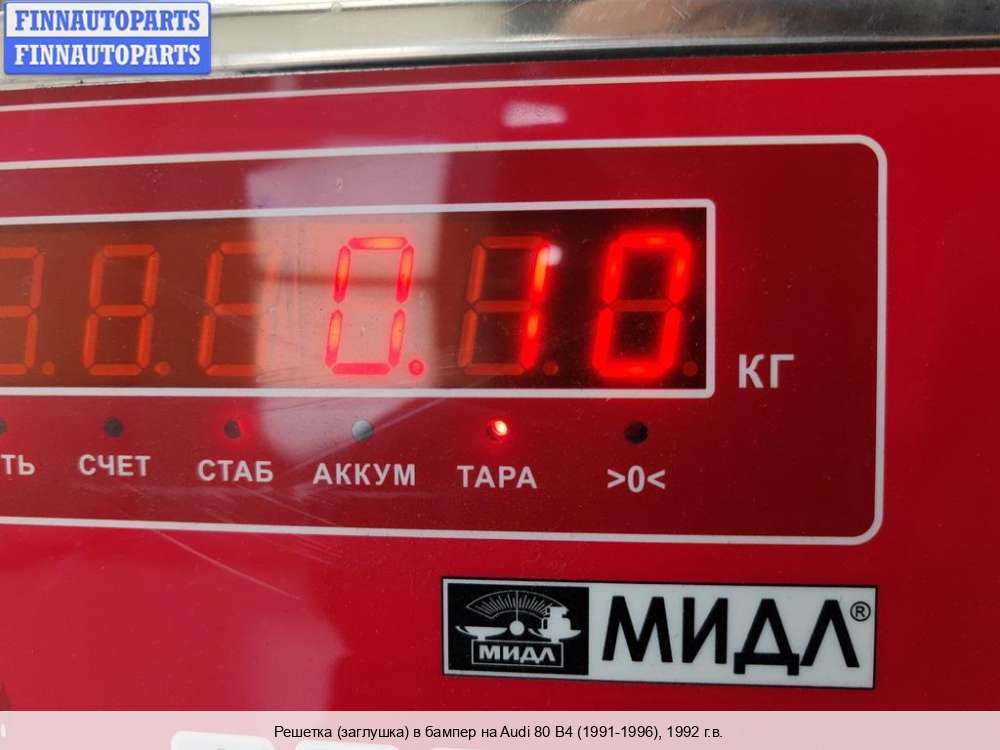 FINNAUTOPARTS
FINNAUTOPARTS
0.10
КГ
ТЬ СЧЕТ СТАБ АККУМ ТАРА >0<
МИДЛ МИДЛ®
Решетка (заглушка) в бампер на Audi 80 B4 (1991-1996), 1992 г.в.